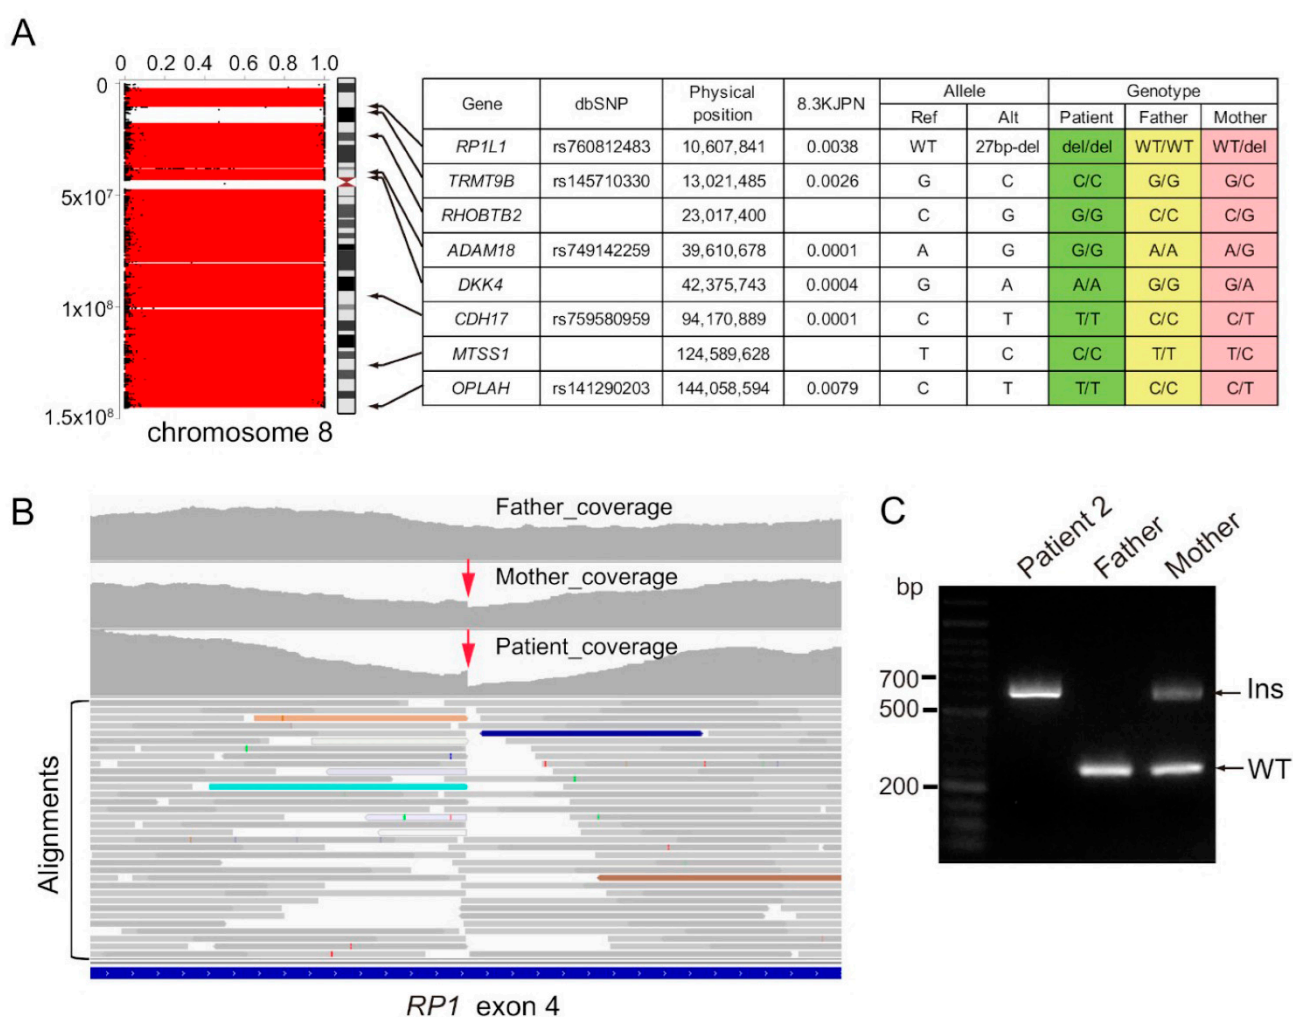 A
0 0.2 0.4 0.6 0.8 1.0
0
5x10⁷
1x10⁸
1.5x10⁸
chromosome 8
Gene dbSNP Physical position 8.3KJPN Allele Genotype
Ref Alt Patient Father Mother
RP1L1 rs760812483 10,607,841 0.0038 WT 27bp-del del/del WT/WT WT/del
TRMT9B rs145710330 13,021,485 0.0026 G C C/C G/G G/C
RHOBTB2 23,017,400 C G G/G C/C C/G
ADAM18 rs749142259 39,610,678 0.0001 A G G/G A/A A/G
DKK4 42,375,743 0.0004 G A A/A G/G G/A
CDH17 rs759580959 94,170,889 0.0001 C T T/T C/C C/T
MTSS1 124,589,628 T C C/C T/T T/C
OPLAH rs141290203 144,058,594 0.0079 C T T/T C/C C/T
B
Father_coverage
Mother_coverage
Patient_coverage
Alignments
RP1 exon 4
C
Patient 2 Father Mother
bp
700
500
200
Ins
WT